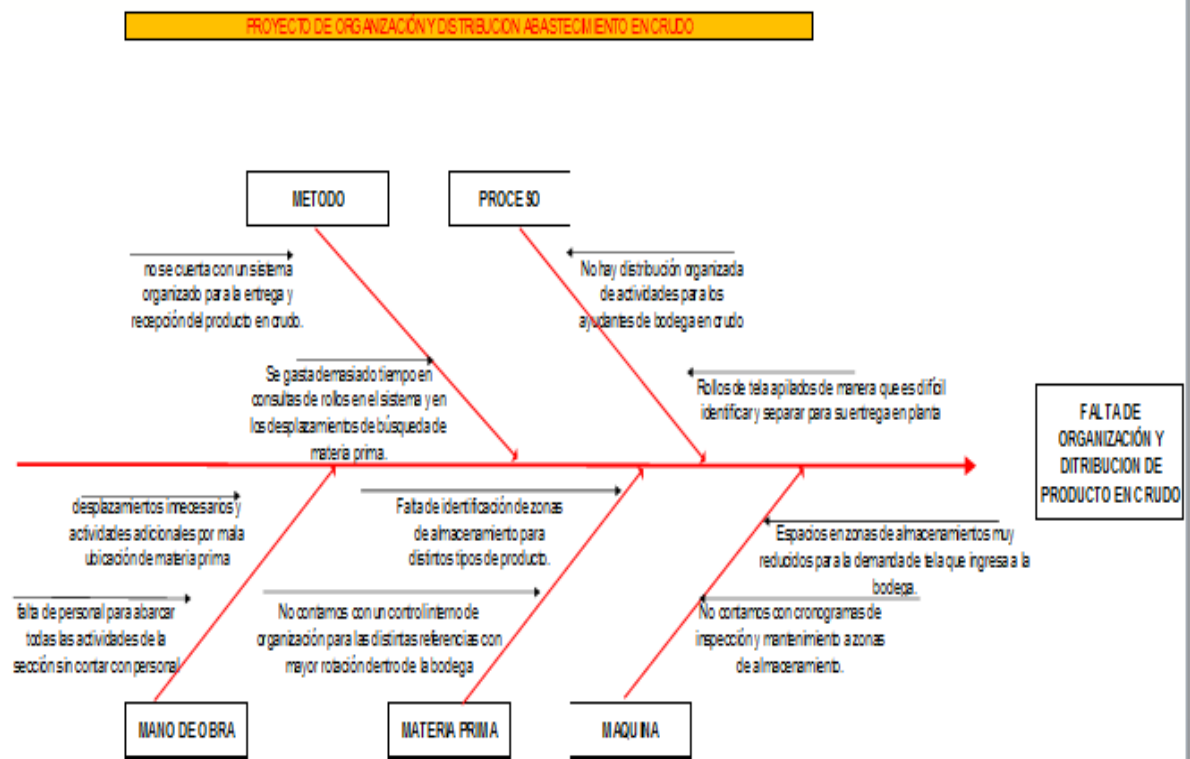 PROYECTO DE ORGANIZACIÓN Y DISTRIBUCION ABASTECIMIENTO EN CRUDO
METODO
PROCESO
no se cuenta con un sistema
organizado para la entrega y
recepción del producto en crudo.
No hay distribución organizada
de actividades para los
ayudantes de bodega en crudo
Se gasta demasiado tiempo en
consultas de rollos en el sistema y en
los desplazamientos de búsqueda de
materia prima.
Rollos de tela apilados de manera que es difícil
identificar y separar para su entrega en planta
FALTA DE
ORGANIZACIÓN Y
DITRIBUCION DE
PRODUCTO EN CRUDO
desplazamientos innecesarios y
actividades adicionales por mala
ubicación de materia prima
Falta de identificación de zonas
de almacenamiento para
distintos tipos de producto.
Espacios en zonas de almacenamientos muy
reducidos para la demanda de tela que ingresa a la
bodega.
falta de personal para abarcar
todas las actividades de la
sección sin contar con personal
No contamos con un control interno de
organización para las distintas referencias con
mayor rotación dentro de la bodega
No contamos con cronogramas de
inspección y mantenimiento a zonas
de almacenamiento.
MANO DE OBRA
MATERIA PRIMA
MAQUINA